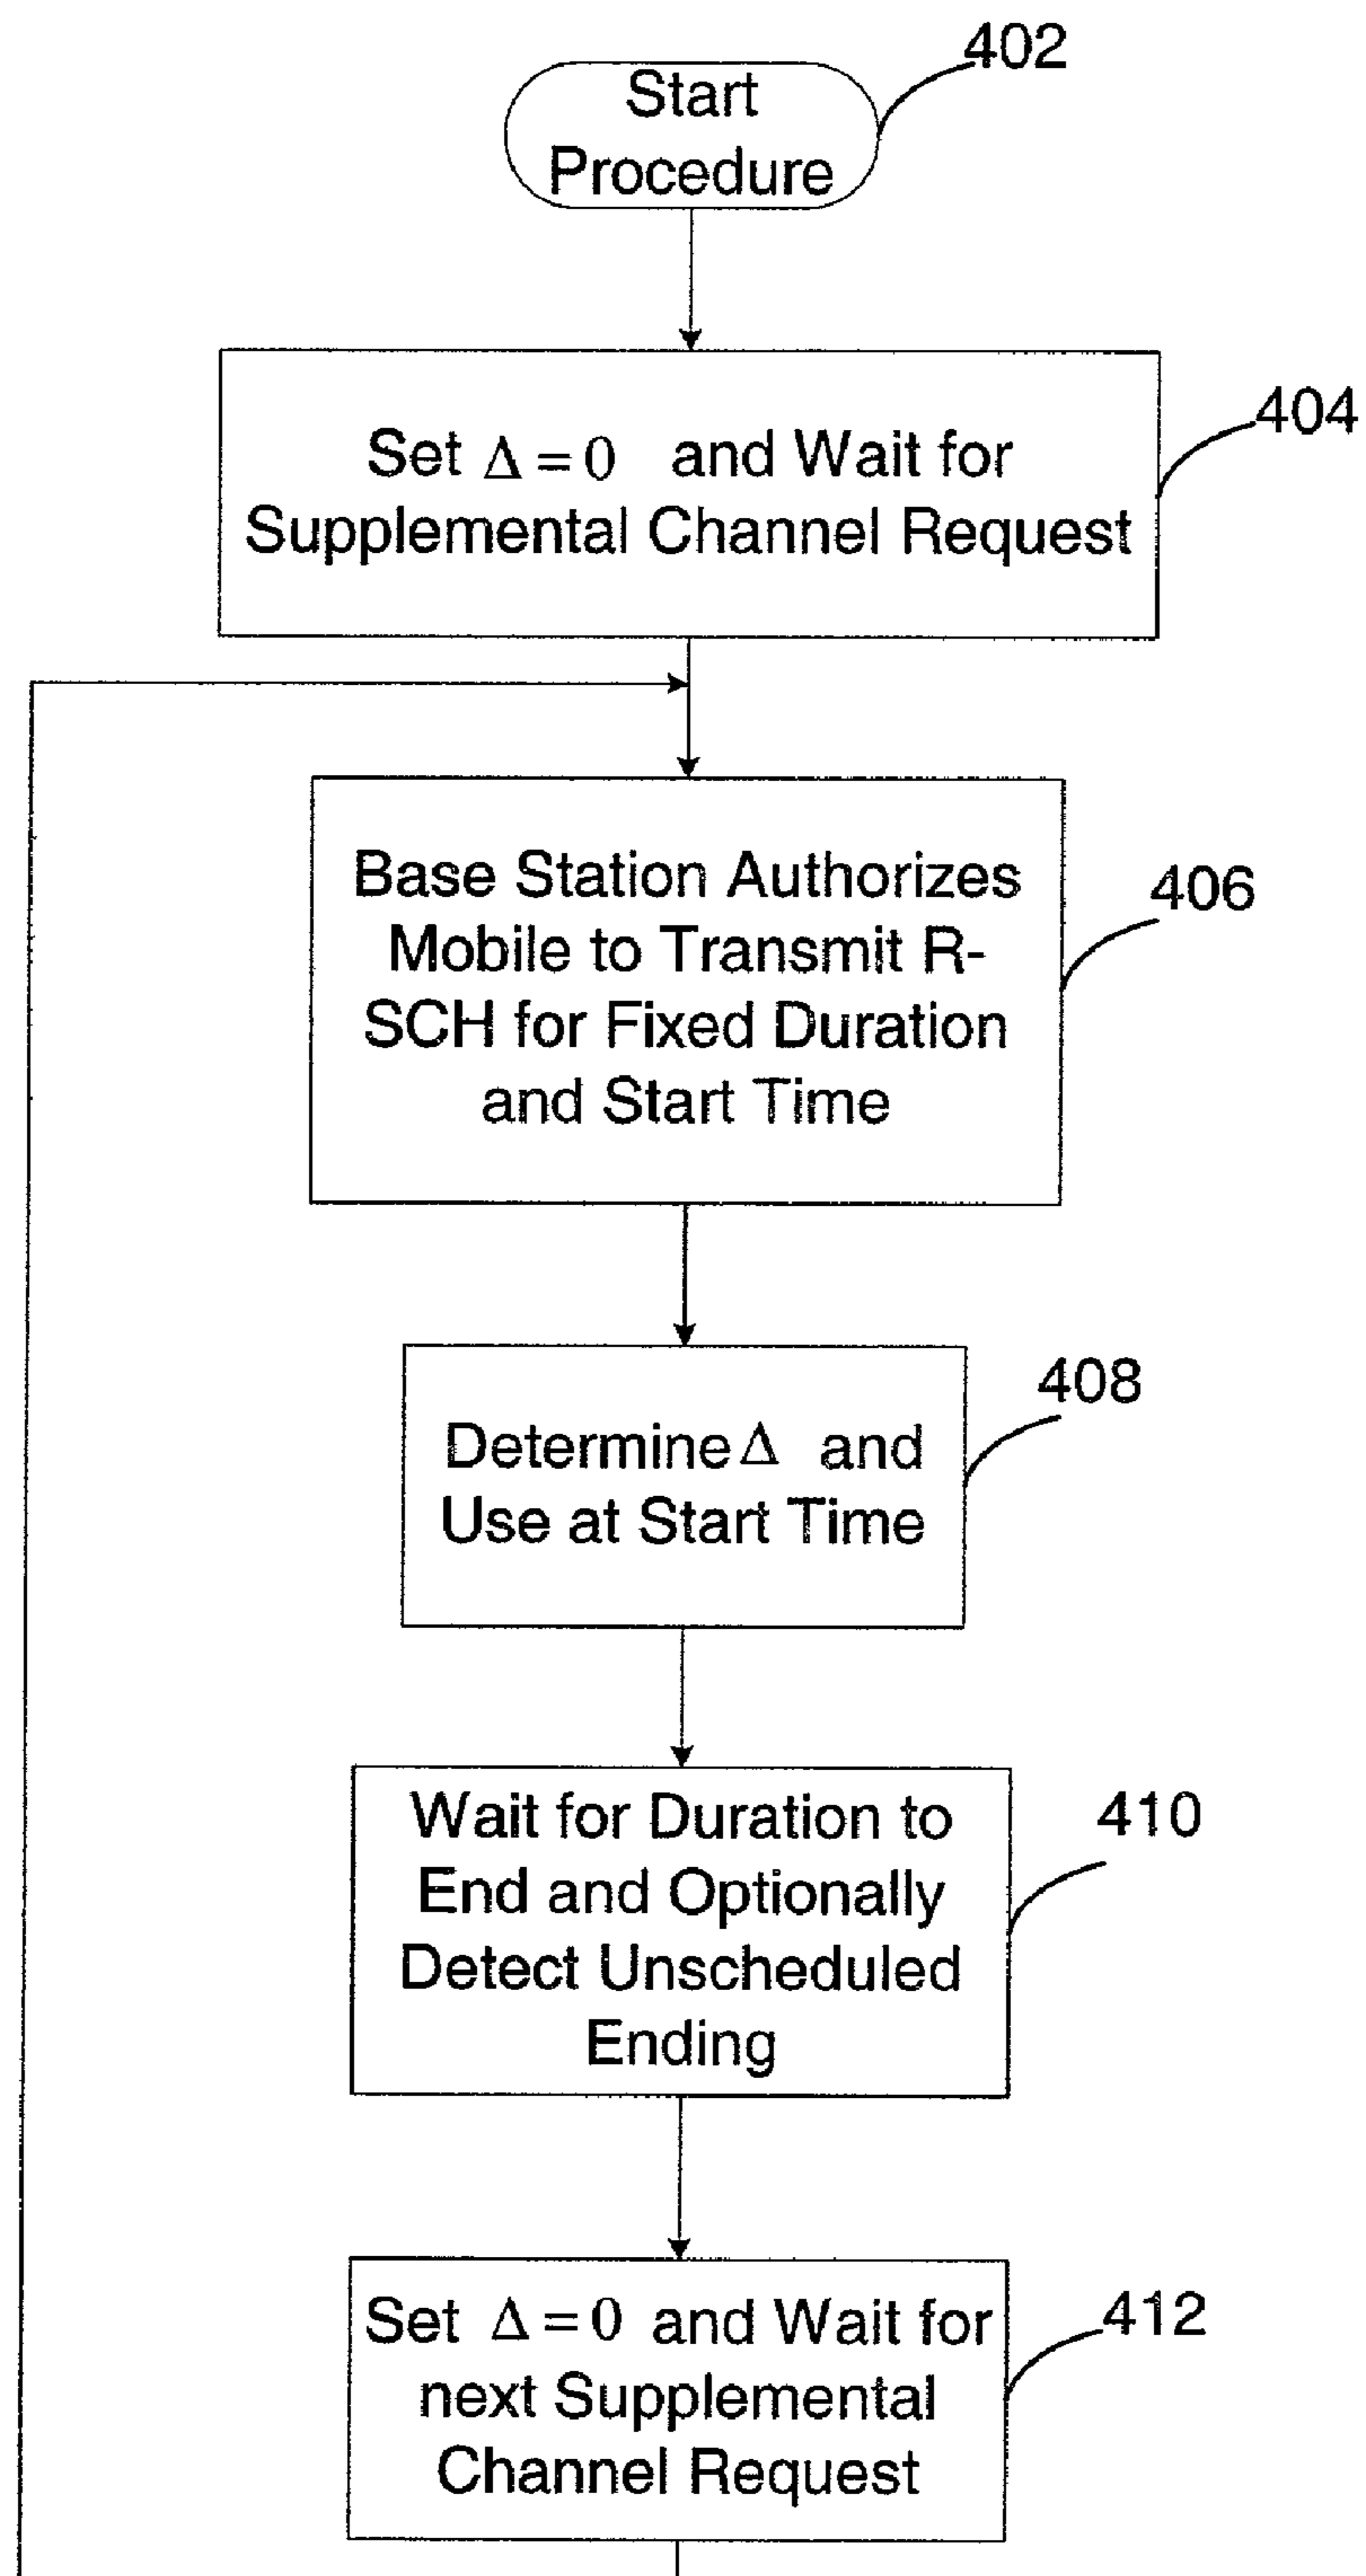 402
Start
Procedure
404
Set Δ = 0 and Wait for
Supplemental Channel Request
406
Base Station Authorizes
Mobile to Transmit R-
SCH for Fixed Duration
and Start Time
408
Determine Δ and
Use at Start Time
410
Wait for Duration to
End and Optionally
Detect Unscheduled
Ending
412
Set Δ = 0 and Wait for
next Supplemental
Channel Request